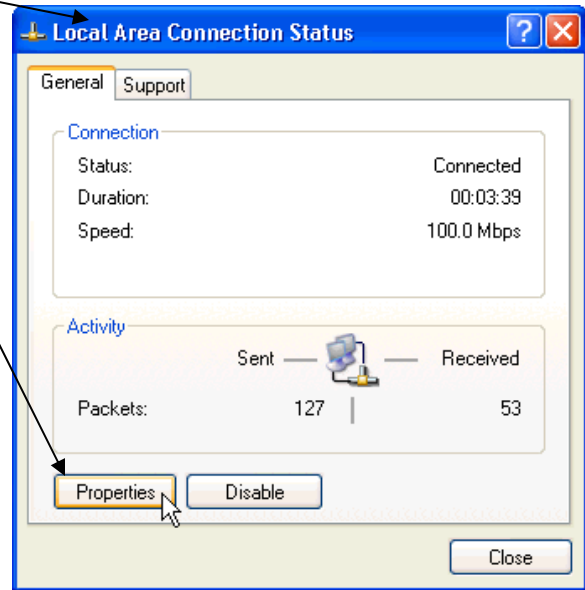 Local Area Connection Status
General Support
Connection
Status: Connected
Duration: 00:03:39
Speed: 100.0 Mbps
Activity
Sent Received
Packets: 127 53
Properties Disable
Close